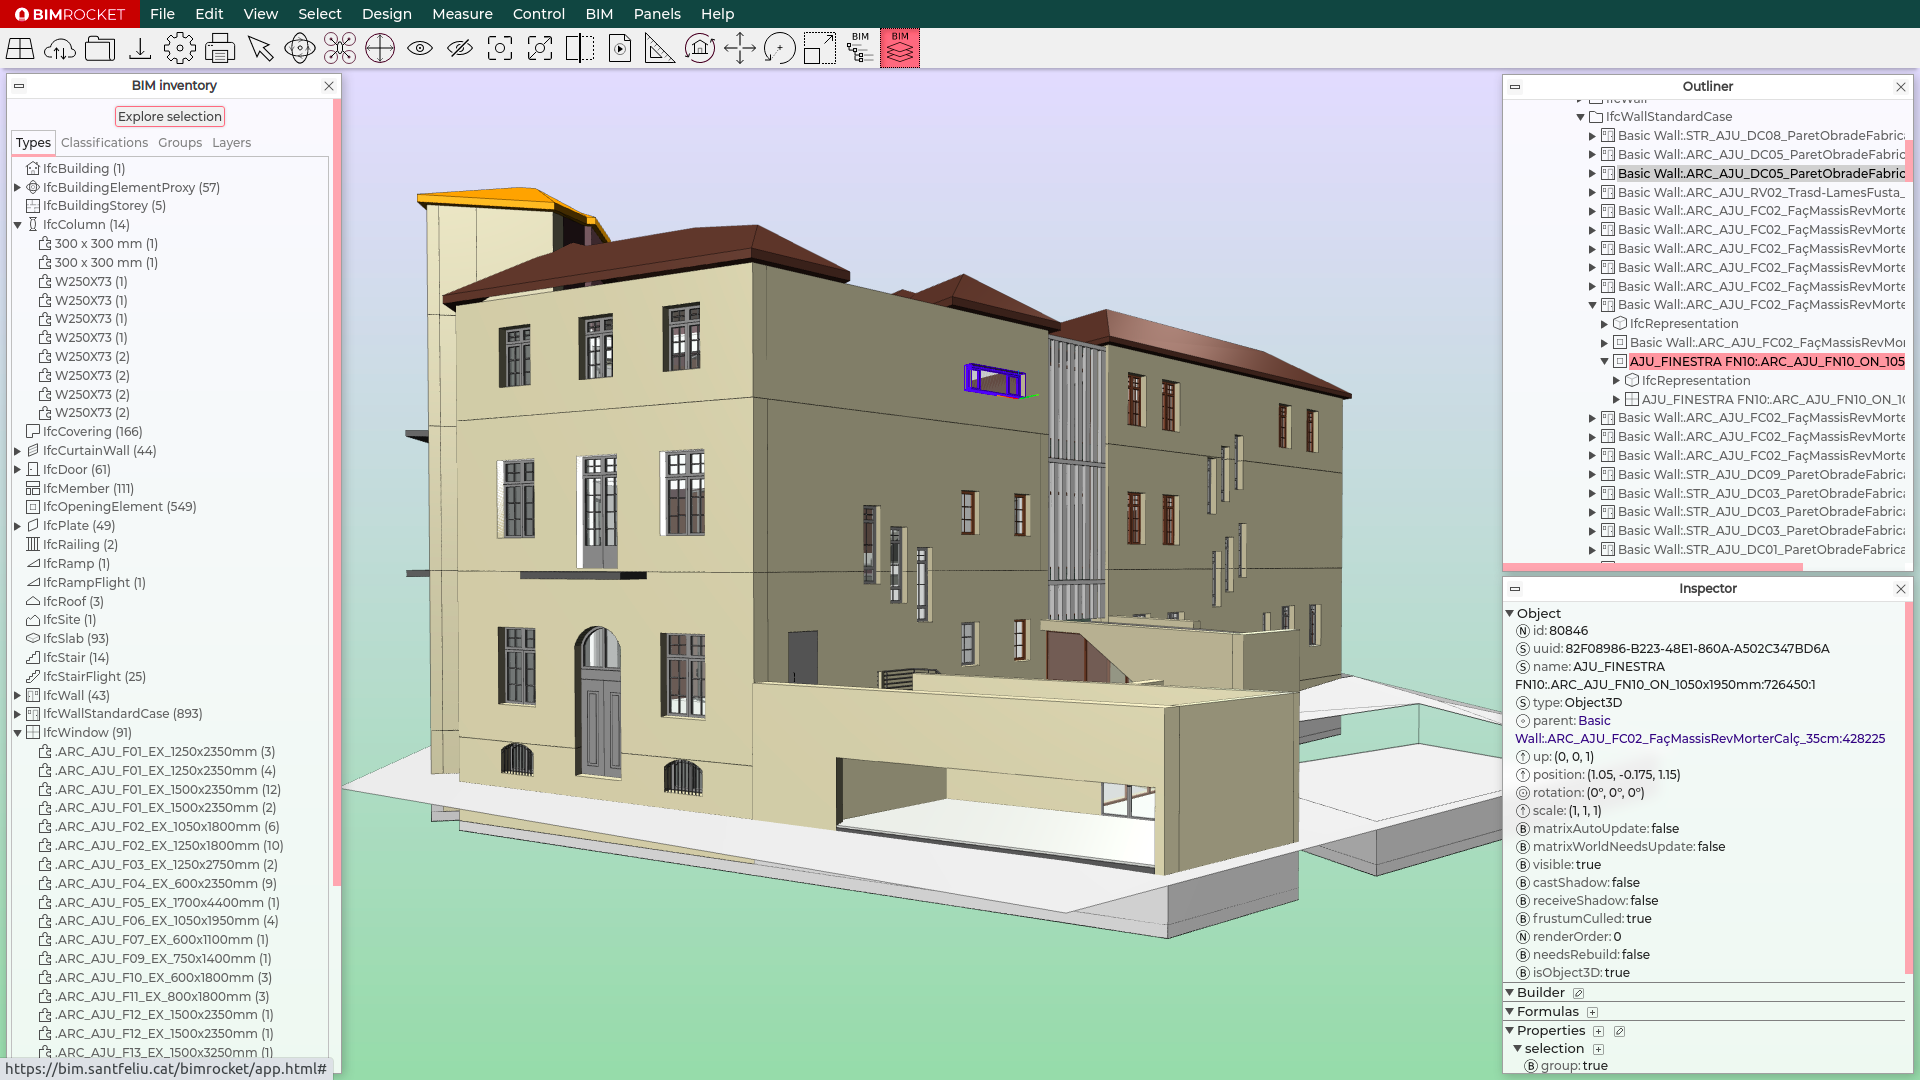 BIMROCKET File Edit View Select Design Measure Control BIM Panels Help
BIM BIM
BIM inventory
Explore selection
Types Classifications Groups Layers
IfcBuilding (1)
IfcBuildingElementProxy (57)
IfcBuildingStorey (5)
IfcColumn (14)
300 x 300 mm (1)
300 x 300 mm (1)
W250X73 (1)
W250X73 (1)
W250X73 (1)
W250X73 (1)
W250X73 (2)
W250X73 (2)
W250X73 (2)
W250X73 (2)
IfcCovering (166)
IfcCurtainWall (44)
IfcDoor (61)
IfcMember (111)
IfcOpeningElement (549)
IfcPlate (49)
IfcRailing (2)
IfcRamp (1)
IfcRampFlight (1)
IfcRoof (3)
IfcSite (1)
IfcSlab (93)
IfcStair (14)
IfcStairFlight (25)
IfcWall (43)
IfcWallStandardCase (893)
IfcWindow (91)
.ARC_AJU_F01_EX_1250x2350mm (3)
.ARC_AJU_F01_EX_1250x2350mm (4)
.ARC_AJU_F01_EX_1500x2350mm (12)
.ARC_AJU_F01_EX_1500x2350mm (2)
.ARC_AJU_F02_EX_1050x1800mm (6)
.ARC_AJU_F02_EX_1250x1800mm (10)
.ARC_AJU_F03_EX_1250x2750mm (2)
.ARC_AJU_F04_EX_600x2350mm (9)
.ARC_AJU_F05_EX_1700x4400mm (1)
.ARC_AJU_F06_EX_1050x1950mm (4)
.ARC_AJU_F07_EX_600x1100mm (1)
.ARC_AJU_F09_EX_750x1400mm (1)
.ARC_AJU_F10_EX_600x1800mm (3)
.ARC_AJU_F11_EX_800x1800mm (3)
.ARC_AJU_F12_EX_1500x2350mm (1)
.ARC_AJU_F12_EX_1500x2350mm (1)
.ARC_AJU_F13_EX_1500x3250mm (1)
https://bim.santfeliu.cat/bimrocket/app.html#
Outliner
IfcWall
IfcWallStandardCase
Basic Wall:.STR_AJU_DC08_ParetObradeFabrica
Basic Wall:.ARC_AJU_DC05_ParetObradeFabric
Basic Wall:.ARC_AJU_DC05_ParetObradeFabric
Basic Wall:.ARC_AJU_RV02_Trasd-LamesFusta_
Basic Wall:.ARC_AJU_FC02_FaçMassisRevMorte
Basic Wall:.ARC_AJU_FC02_FaçMassisRevMorte
Basic Wall:.ARC_AJU_FC02_FaçMassisRevMorte
Basic Wall:.ARC_AJU_FC02_FaçMassisRevMorte
Basic Wall:.ARC_AJU_FC02_FaçMassisRevMorte
Basic Wall:.ARC_AJU_FC02_FaçMassisRevMorte
IfcRepresentation
Basic Wall:.ARC_AJU_FC02_FaçMassisRevMor
AJU_FINESTRA FN10:.ARC_AJU_FN10_ON_105
IfcRepresentation
AJU_FINESTRA FN10:.ARC_AJU_FN10_ON_10
Basic Wall:.ARC_AJU_FC02_FaçMassisRevMorte
Basic Wall:.ARC_AJU_FC02_FaçMassisRevMorte
Basic Wall:.ARC_AJU_FC02_FaçMassisRevMorte
Basic Wall:.STR_AJU_DC09_ParetObradeFabrica
Basic Wall:.STR_AJU_DC03_ParetObradeFabrica
Basic Wall:.STR_AJU_DC03_ParetObradeFabrica
Basic Wall:.STR_AJU_DC03_ParetObradeFabrica
Basic Wall:.STR_AJU_DC01_ParetObradeFabrica
Inspector
Object
N id: 80846
S uuid: 82F08986-B223-48E1-860A-A502C347BD6A
S name: AJU_FINESTRA
FN10:.ARC_AJU_FN10_ON_1050x1950mm:726450:1
S type: Object3D
parent: Basic
Wall:.ARC_AJU_FC02_FaçMassisRevMorterCalç_35cm:428225
up: (0, 0, 1)
position: (1.05, -0.175, 1.15)
rotation: (0º, 0º, 0º)
scale: (1, 1, 1)
B matrixAutoUpdate: false
B matrixWorldNeedsUpdate: false
B visible: true
B castShadow: false
B receiveShadow: false
B frustumCulled: true
N renderOrder: 0
B needsRebuild: false
B isObject3D: true
Builder
Formulas
Properties
selection
B group: true